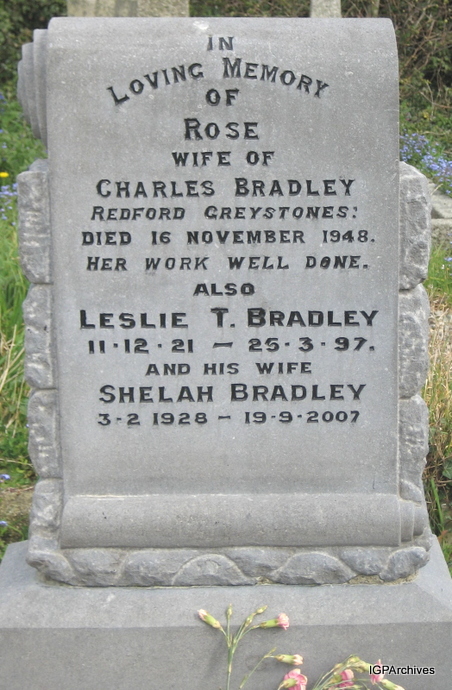 IN
LOVING MEMORY
OF
ROSE
WIFE OF
CHARLES BRADLEY
REDFORD GREYSTONES:
DIED 16 NOVEMBER 1948.
HER WORK WELL DONE.
ALSO
LESLIE T. BRADLEY
11·12·21 — 25·3·97.
AND HIS WIFE
SHELAH BRADLEY
3-2 1928 - 19-9-2007
IGPArchives